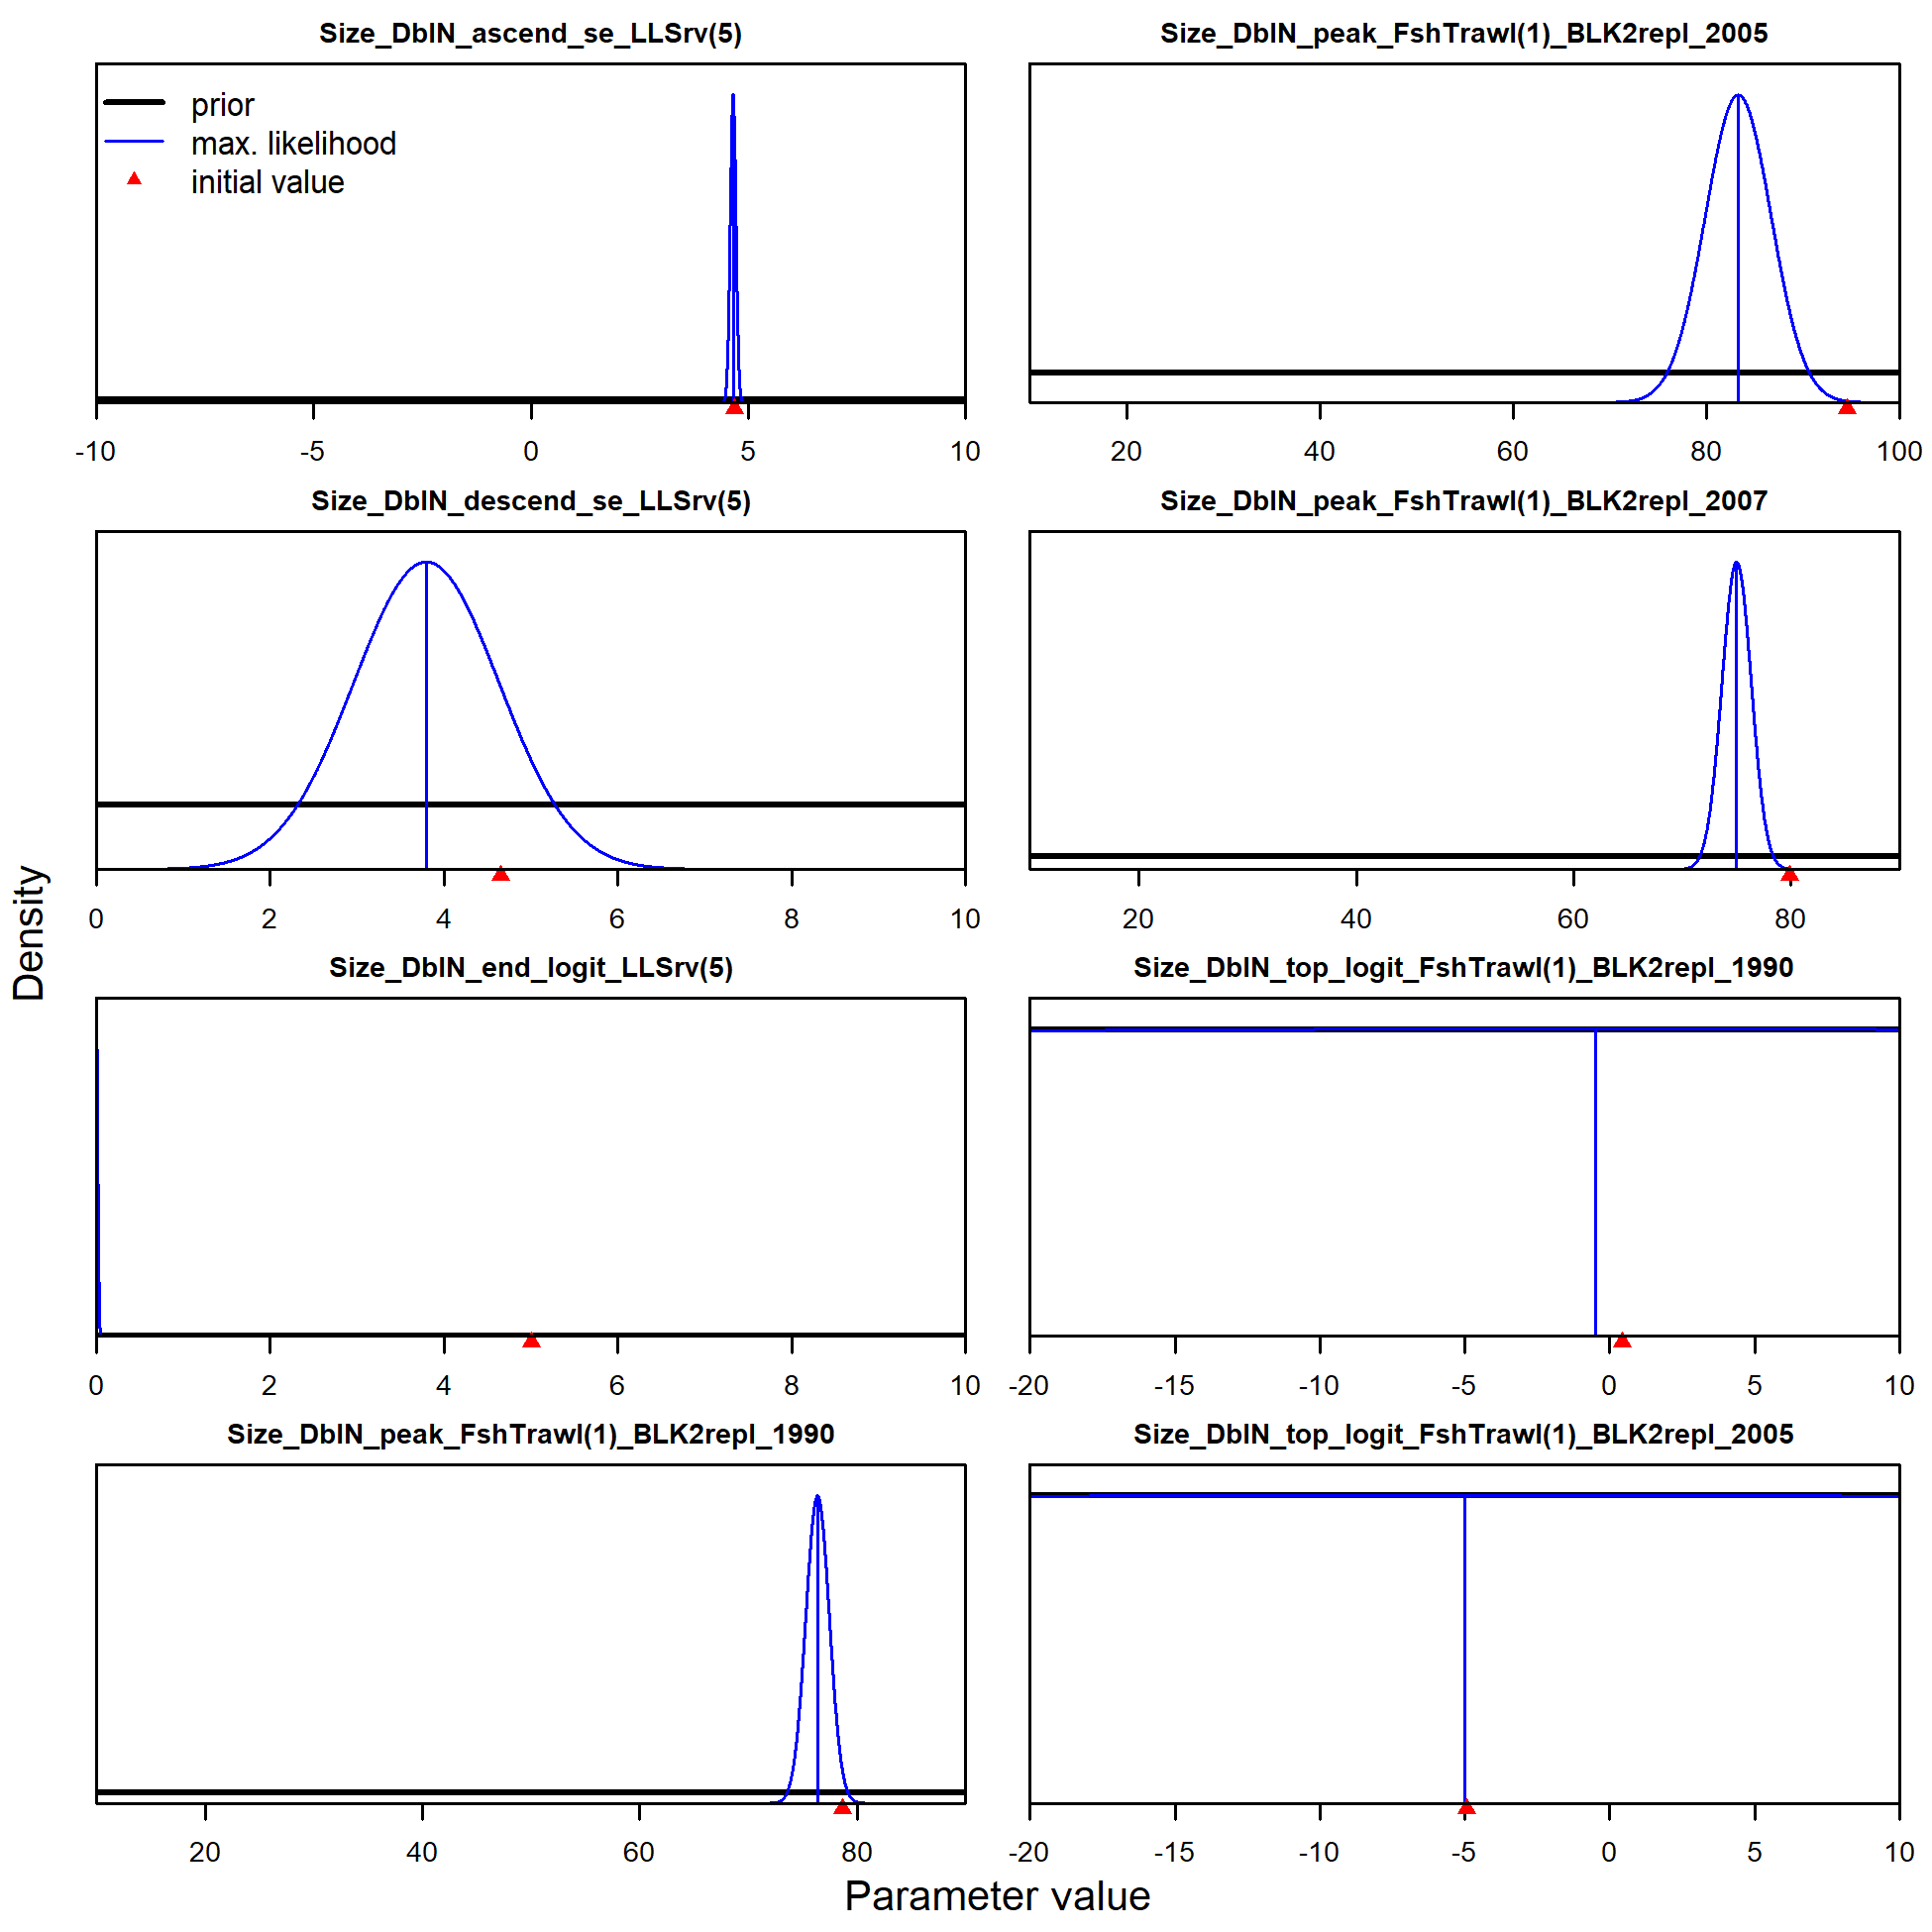 Size_DblN_ascend_se_LLSrv(5)
prior
max. likelihood
initial value
-10 -5 0 5 10
Size_DblN_peak_FshTrawl(1)_BLK2repl_2005
20 40 60 80 100
Size_DblN_descend_se_LLSrv(5)
0 2 4 6 8 10
Size_DblN_peak_FshTrawl(1)_BLK2repl_2007
20 40 60 80
Size_DblN_end_logit_LLSrv(5)
0 2 4 6 8 10
Size_DblN_top_logit_FshTrawl(1)_BLK2repl_1990
-20 -15 -10 -5 0 5 10
Size_DblN_peak_FshTrawl(1)_BLK2repl_1990
20 40 60 80
Size_DblN_top_logit_FshTrawl(1)_BLK2repl_2005
-20 -15 -10 -5 0 5 10
Density
Parameter value